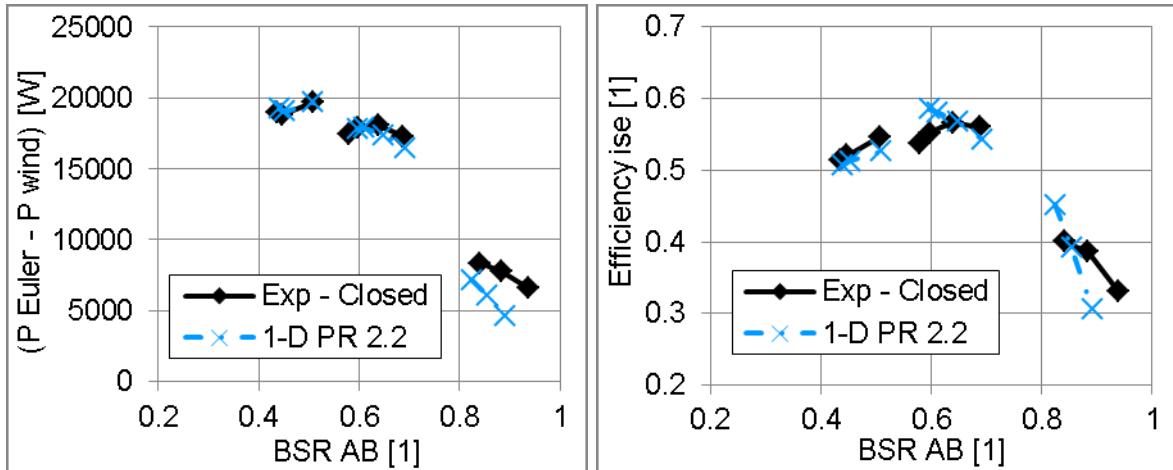 (P Euler - P wind) [W]
25000
20000
15000
10000
5000
0
Exp - Closed
1-D PR 2.2
0.2
0.4
0.6
0.8
1
BSR AB [1]
Efficiency ise [1]
0.7
0.6
0.5
0.4
0.3
0.2
Exp - Closed
1-D PR 2.2
0.2
0.4
0.6
0.8
1
BSR AB [1]